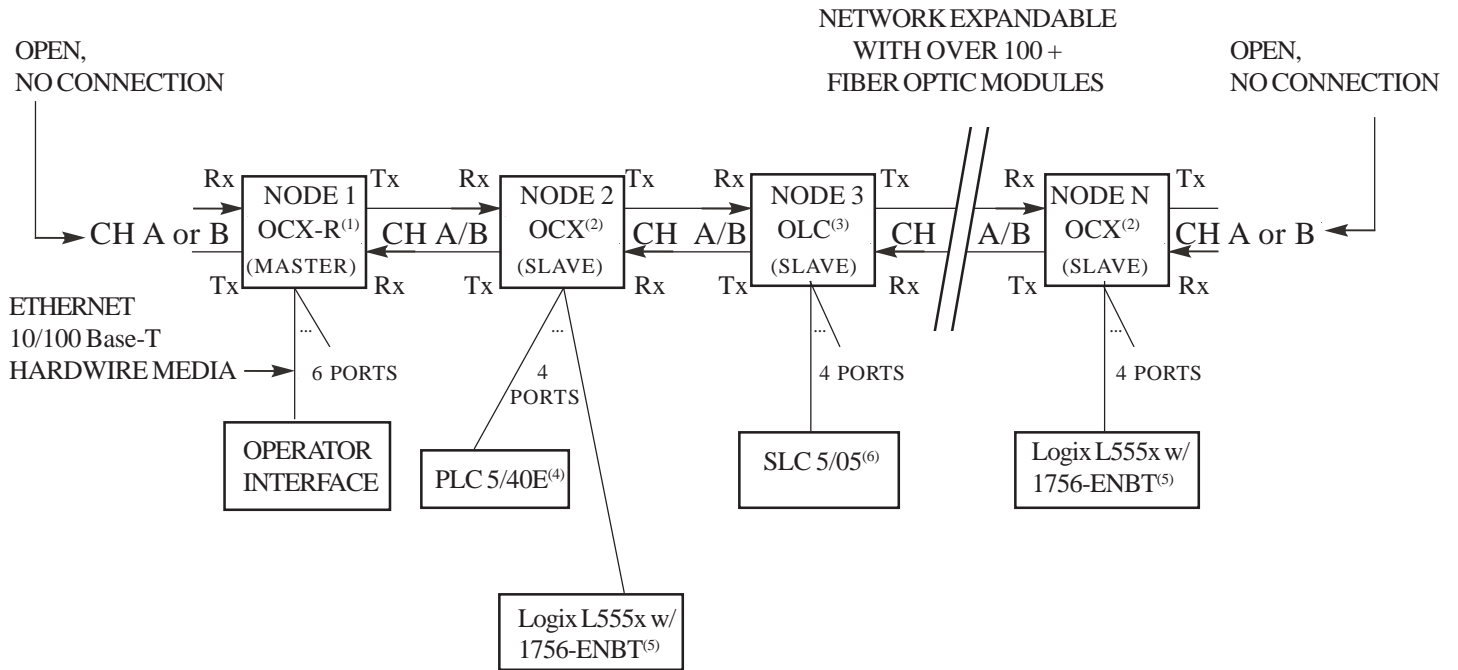 NETWORK EXPANDABLE
WITH OVER 100 +
FIBER OPTIC MODULES
OPEN,
NO CONNECTION
OPEN,
NO CONNECTION
Rx
NODE 1
OCX-R(1)
(MASTER)
Tx
Rx
NODE 2
OCX(2)
(SLAVE)
Tx
Rx
NODE 3
OLC(3)
(SLAVE)
Tx
Rx
NODE N
OCX(2)
(SLAVE)
Tx
CH A or B
CH A/B
CH A/B
CH A/B
CH A or B
Tx
Rx
Tx
Rx
Tx
Rx
Tx
Rx
ETHERNET
10/100 Base-T
HARDWIRE MEDIA
...
6 PORTS
...
4
PORTS
...
4 PORTS
...
4 PORTS
OPERATOR
INTERFACE
PLC 5/40E(4)
SLC 5/05(6)
Logix L555x w/
1756-ENBT(5)
Logix L555x w/
1756-ENBT(5)